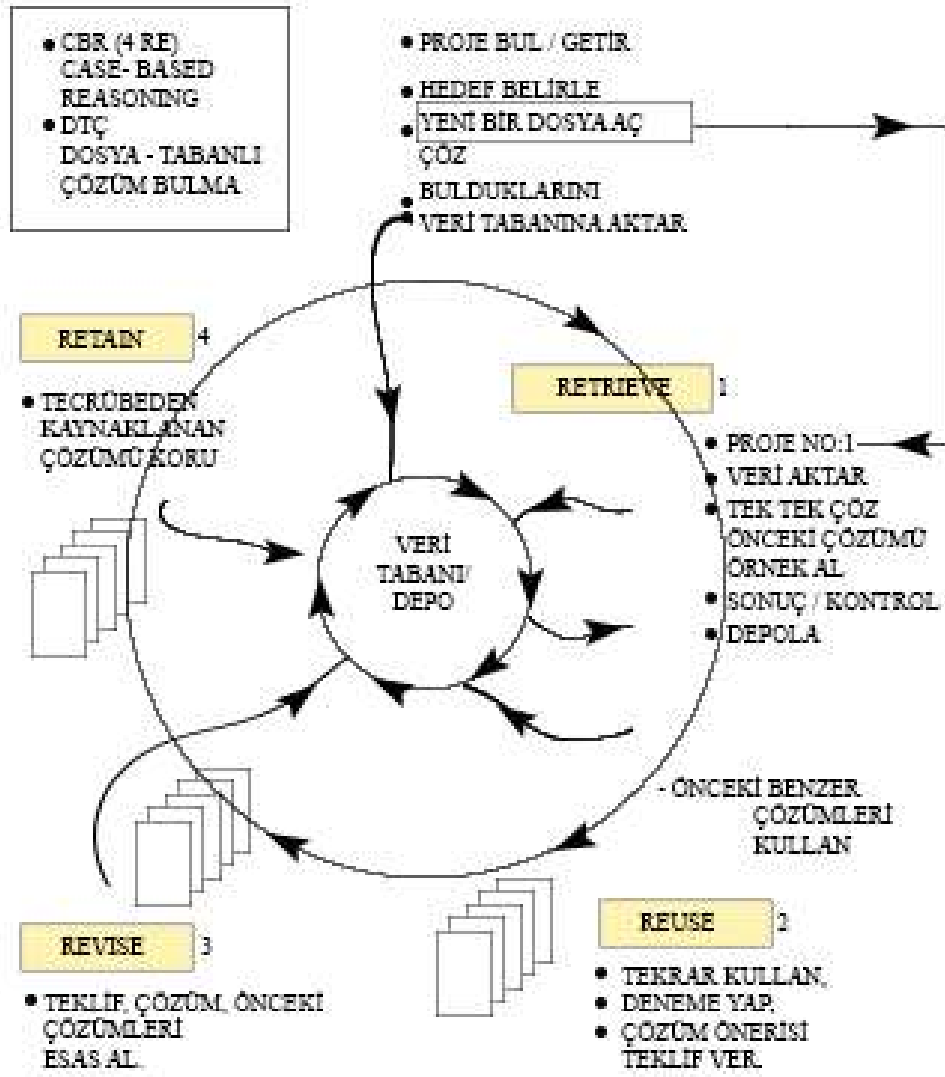 • CBR (4 RE)
CASE- BASED
REASONING
• DTÇ
DOSYA - TABANLI
ÇÖZÜM BULMA
• PROJE BUL / GETİR
• HEDEF BELİRLE
• YENİ BİR DOSYA AÇ
ÇÖZ
• BULDUKLARINI
• VERİ TABANINA AKTAR
RETAIN 4
• TECRÜBEDEN
KAYNAKLANAN
ÇÖZÜMÜ KORU
RETRIEVE 1
• PROJE NO:1
• VERİ AKTAR
• TEK TEK ÇÖZ
ÖNCEKİ ÇÖZÜMÜ
ÖRNEK AL
• SONUÇ / KONTROL
• DEPOLA
VERİ
TABANI/
DEPO
- ÖNCEKİ BENZER
ÇÖZÜMLERİ
KULLAN
REVISE 3
• TEKLİF, ÇÖZÜM, ÖNCEKİ
ÇÖZÜMLERİ
ESAS AL.
REUSE 2
• TEKRAR KULLAN,
• DENEME YAP,
• ÇÖZÜM ÖNERİSİ
TEKLİF VER.